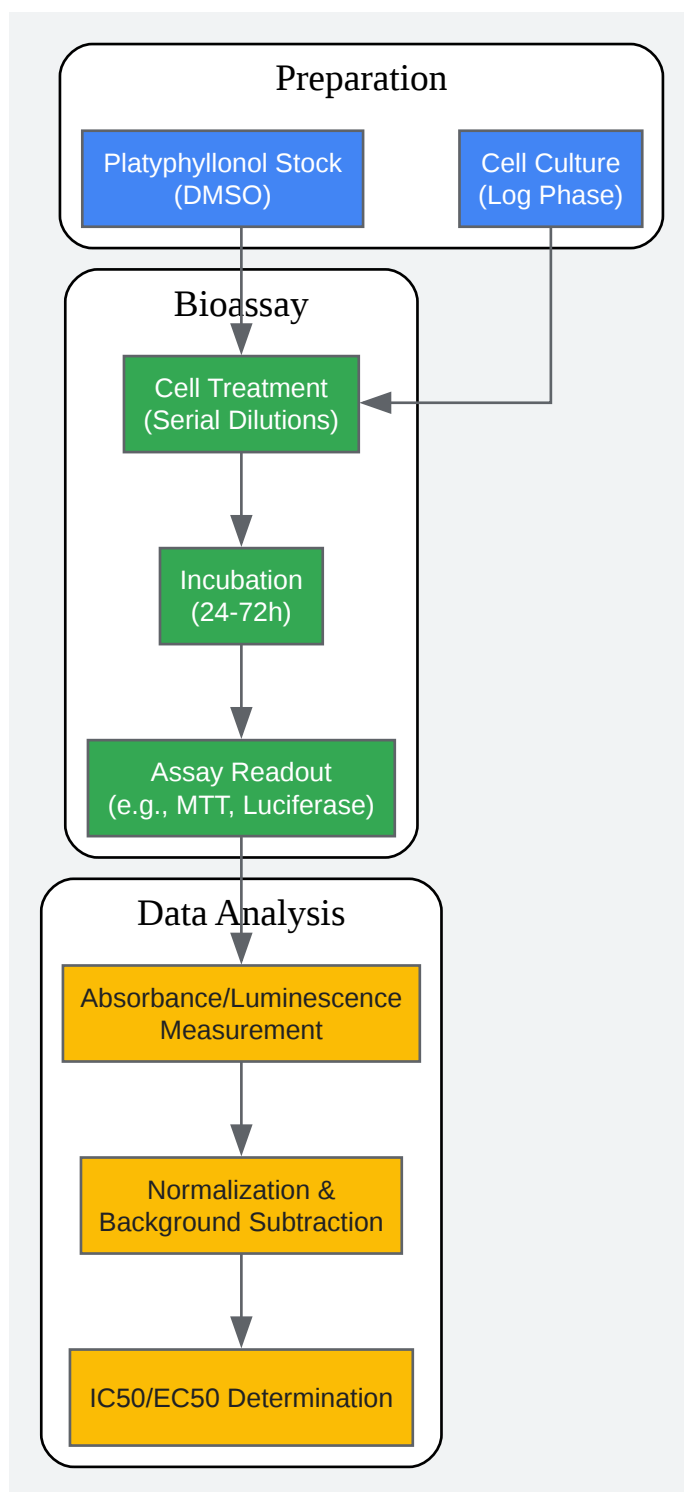 Preparation
Platyphyllonol Stock
(DMSO)
Cell Culture
(Log Phase)
Bioassay
Cell Treatment
(Serial Dilutions)
Incubation
(24-72h)
Assay Readout
(e.g., MTT, Luciferase)
Data Analysis
Absorbance/Luminescence
Measurement
Normalization &
Background Subtraction
IC50/EC50 Determination